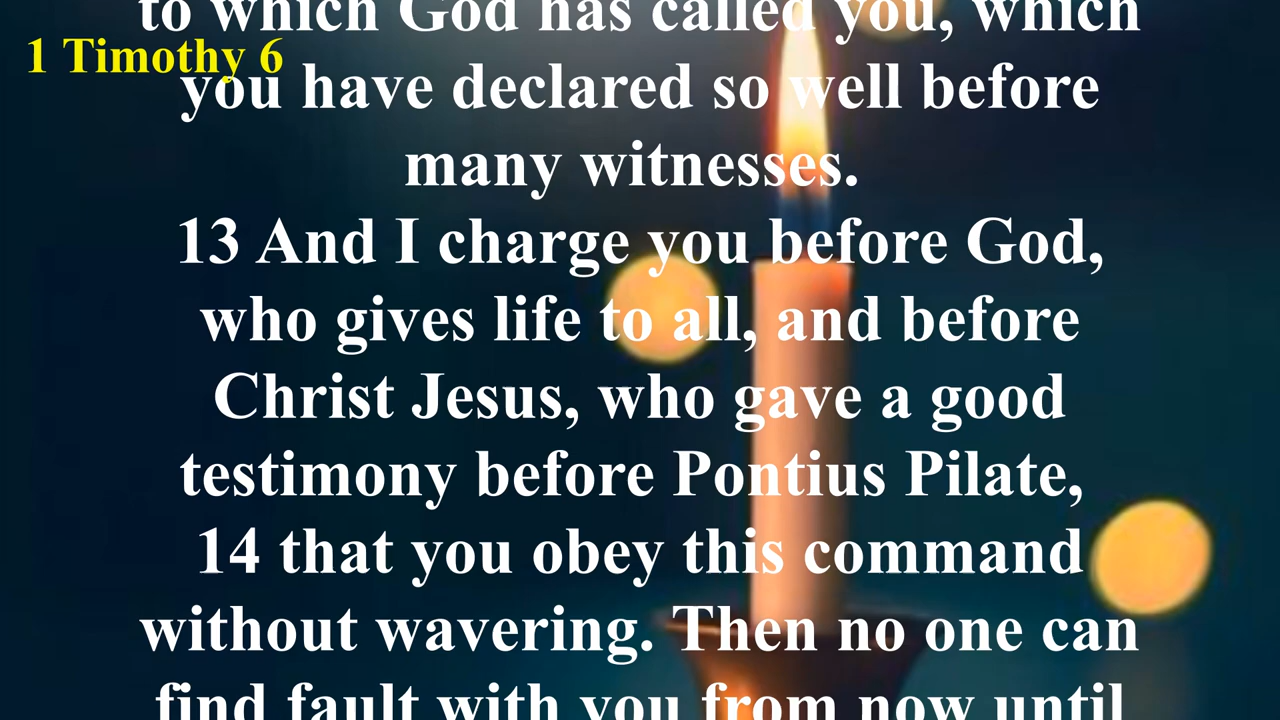 to which God has called you, which
1 Timothy 6
you have declared so well before
many witnesses.
13 And I charge you before God,
who gives life to all, and before
Christ Jesus, who gave a good
testimony before Pontius Pilate,
14 that you obey this command
without wavering. Then no one can
find fault with you from now until